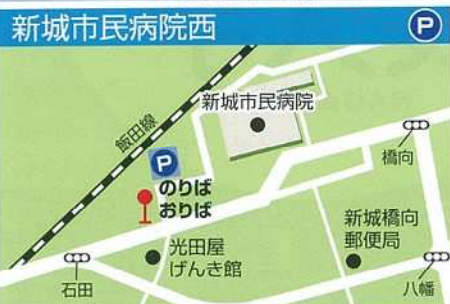 新城市民病院西 P
新城市民病院
飯田線
P
橋向
のりば
おりば
新城橋向
郵便局
光田屋
げんき館
石田
八幡